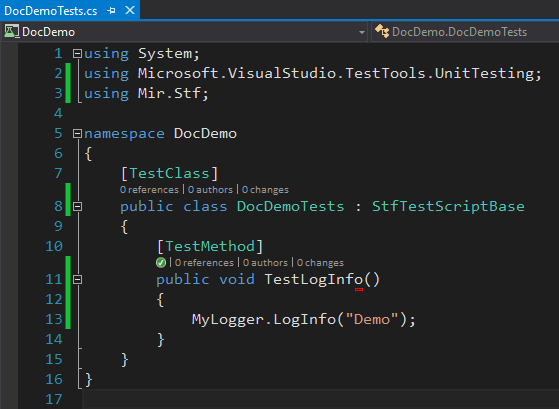 DocDemoTests.cs
DocDemo DocDemo.DocDemoTests
1 using System;
2 using Microsoft.VisualStudio.TestTools.UnitTesting;
3 using Mir.Stf;
4
5 namespace DocDemo
6 {
7 [TestClass]
0 references | 0 authors | 0 changes
8 public class DocDemoTests : StfTestScriptBase
9 {
10 [TestMethod]
0 references | 0 authors | 0 changes
11 public void TestLogInfo()
12 {
13 MyLogger.LogInfo("Demo");
14 }
15 }
16 }
17